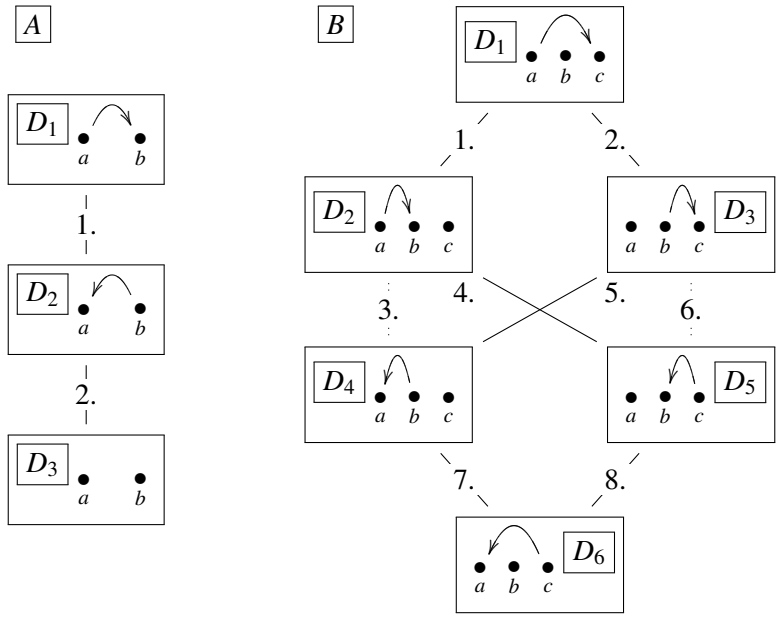 A
D₁
a b
1.
D₂
a b
2.
D₃
a b
B
D₁
a b c
1. 2.
D₂
a b c
D₃
a b c
3. 4. 5. 6.
D₄
a b c
D₅
a b c
7. 8.
D₆
a b c